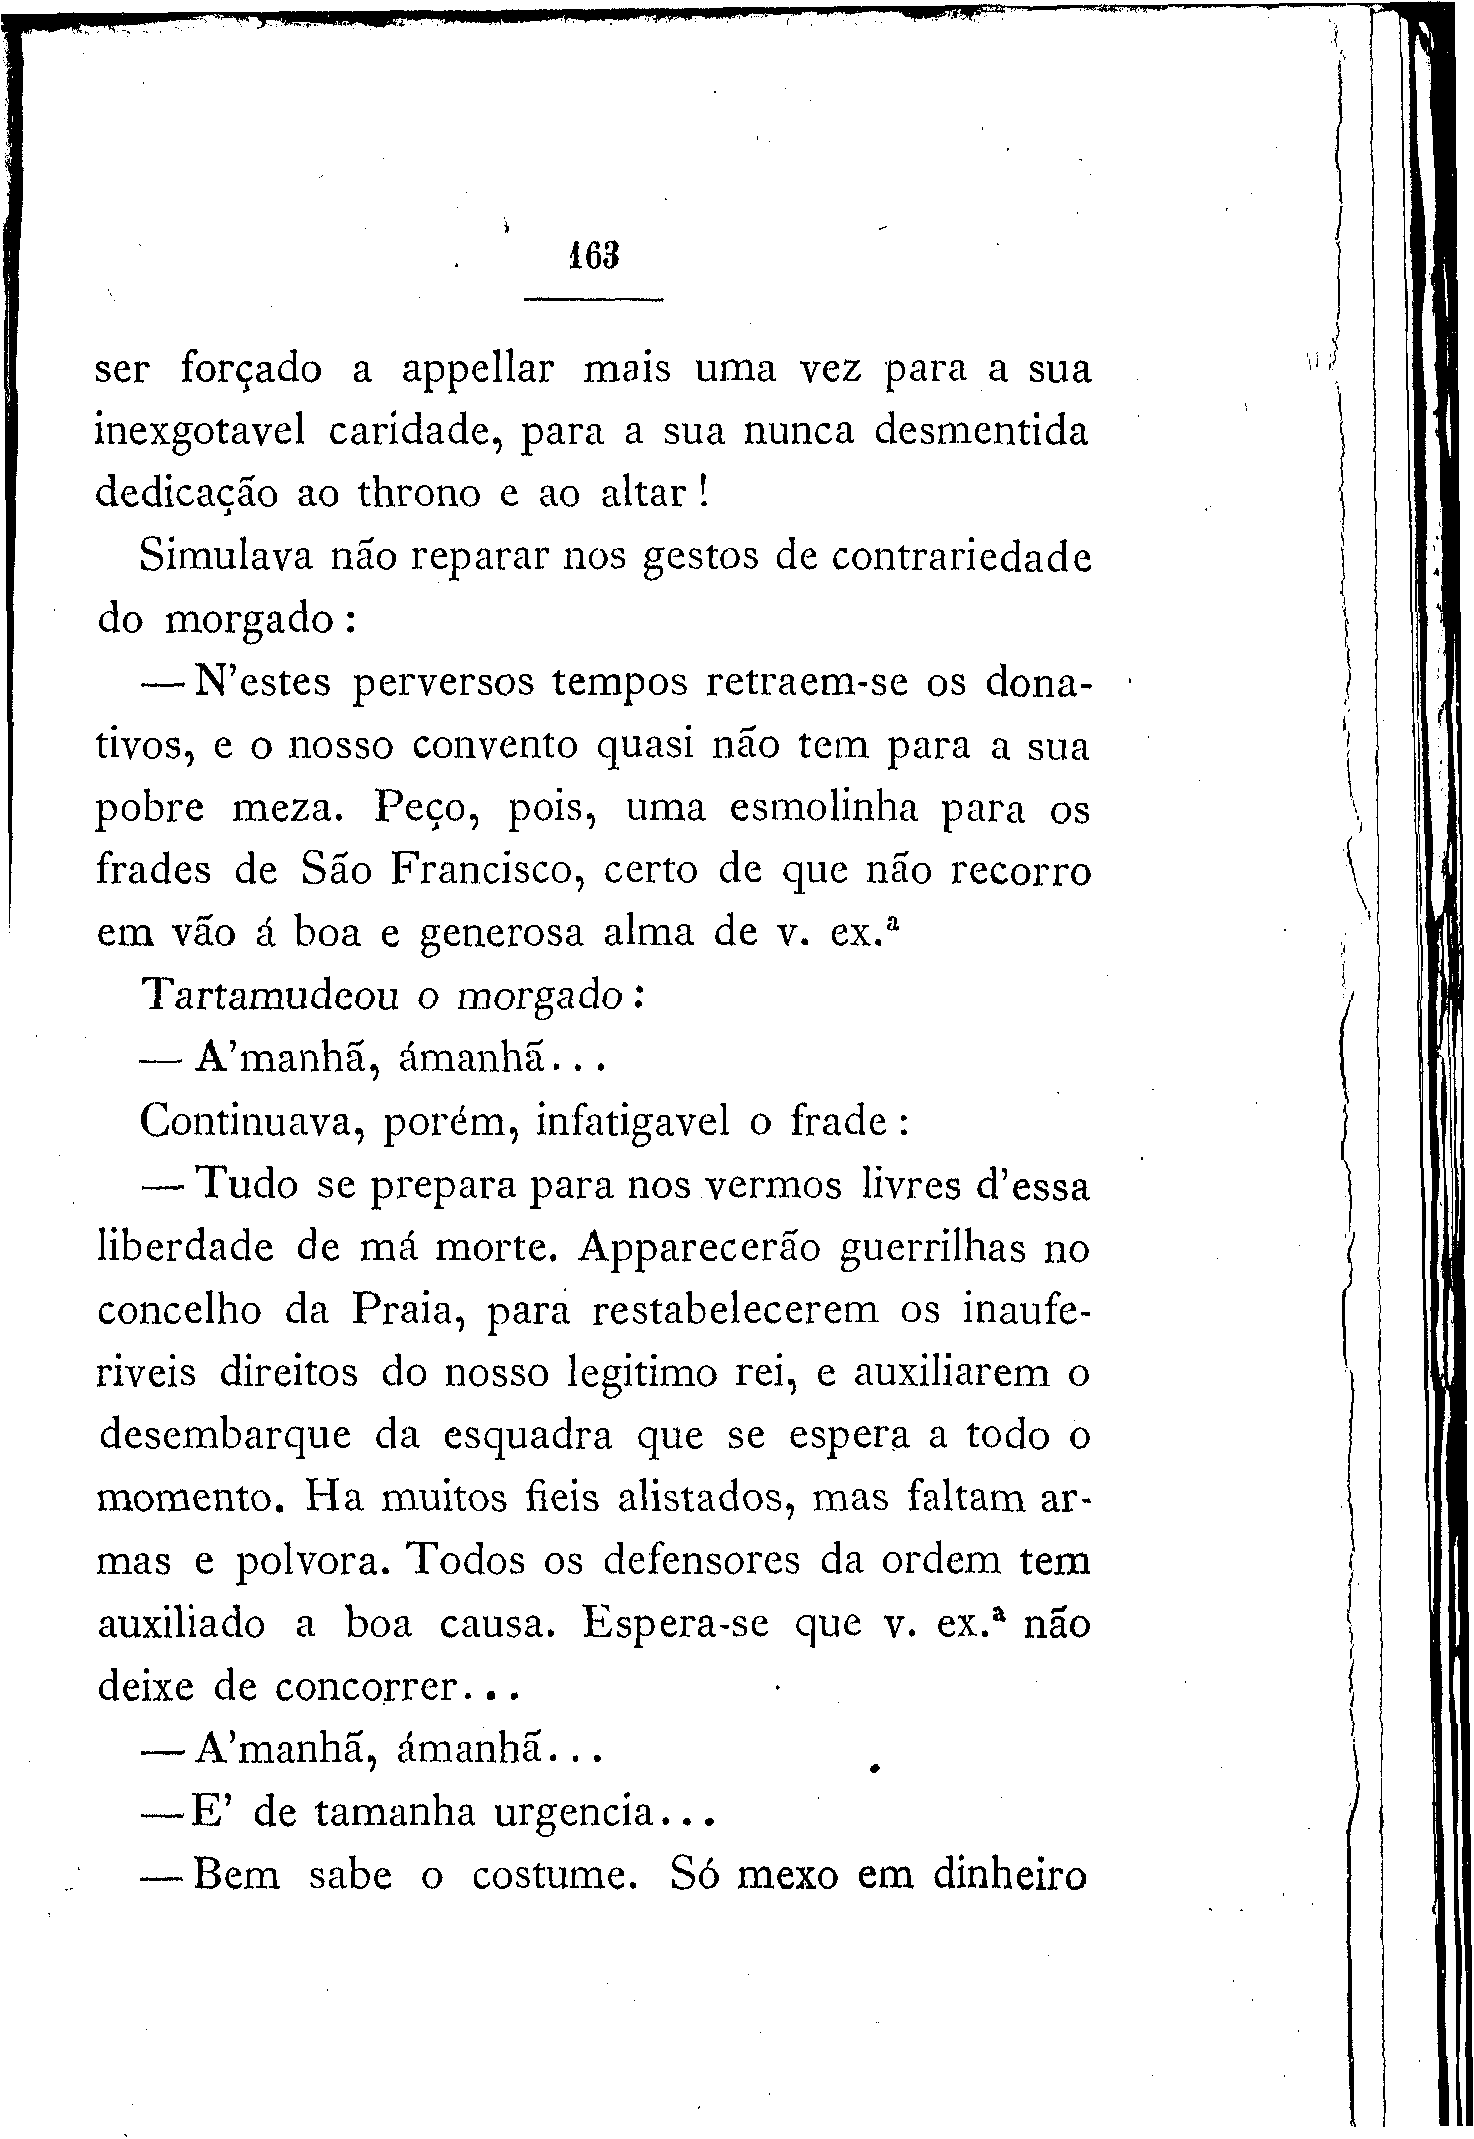 163
ser forçado a appellar mais uma vez para a sua
inexgotavel caridade, para a sua nunca desmentida
dedicação ao throno e ao altar !
Simulava não reparar nos gestos de contrariedade
do morgado :
— N'estes perversos tempos retraem-se os dona-
tivos, e o nosso convento quasi não tem para a sua
pobre meza. Peço, pois, uma esmolinha para os
frades de São Francisco, certo de que não recorro
em vão á boa e generosa alma de v. ex.ª
Tartamudeou o morgado :
— A'manhã, ámanhã...
Continuava, porém, infatigavel o frade :
— Tudo se prepara para nos vermos livres d'essa
liberdade de má morte. Apparecerão guerrilhas no
concelho da Praia, para restabelecerem os inaufe-
riveis direitos do nosso legitimo rei, e auxiliarem o
desembarque da esquadra que se espera a todo o
momento. Ha muitos fieis alistados, mas faltam ar-
mas e polvora. Todos os defensores da ordem tem
auxiliado a boa causa. Espera-se que v. ex.ª não
deixe de concorrer...
— A'manhã, ámanhã...
— E' de tamanha urgencia...
— Bem sabe o costume. Só mexo em dinheiro